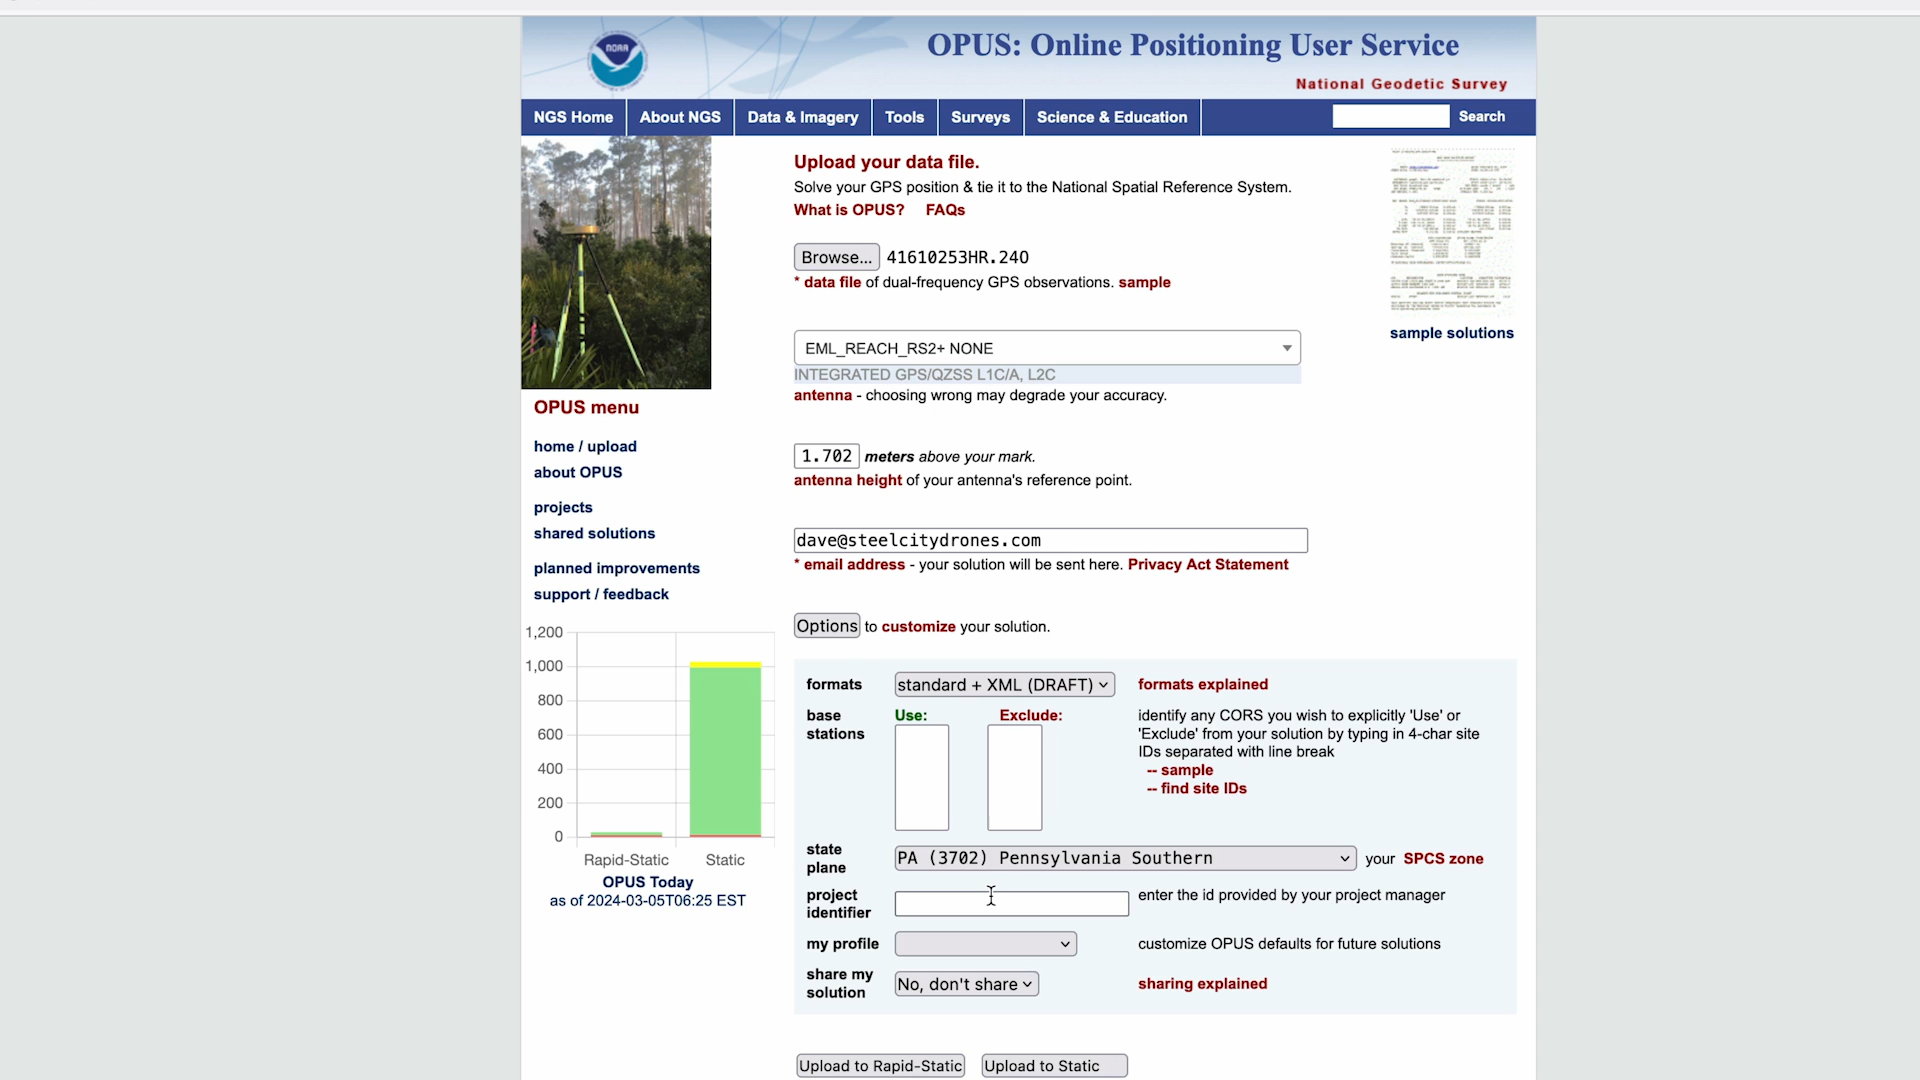 NOAA
OPUS: Online Positioning User Service
National Geodetic Survey
NGS Home
About NGS
Data & Imagery
Tools
Surveys
Science & Education
Search
Upload your data file.
Solve your GPS position & tie it to the National Spatial Reference System.
What is OPUS? FAQs
Browse... 41610253HR.24O
* data file of dual-frequency GPS observations. sample
sample solutions
EML_REACH_RS2+ NONE
INTEGRATED GPS/QZSS L1C/A, L2C
antenna - choosing wrong may degrade your accuracy.
OPUS menu
home / upload
about OPUS
projects
shared solutions
planned improvements
support / feedback
1.702 meters above your mark.
antenna height of your antenna's reference point.
dave@steelcitydrones.com
* email address - your solution will be sent here. Privacy Act Statement
Options to customize your solution.
1,200
1,000
800
600
400
200
0
Rapid-Static Static
OPUS Today
as of 2024-03-05T06:25 EST
formats standard + XML (DRAFT) formats explained
base stations
Use: Exclude:
identify any CORS you wish to explicitly 'Use' or
'Exclude' from your solution by typing in 4-char site
IDs separated with line break
-- sample
-- find site IDs
state plane
PA (3702) Pennsylvania Southern your SPCS zone
project identifier
enter the id provided by your project manager
my profile customize OPUS defaults for future solutions
share my solution
No, don't share sharing explained
Upload to Rapid-Static Upload to Static